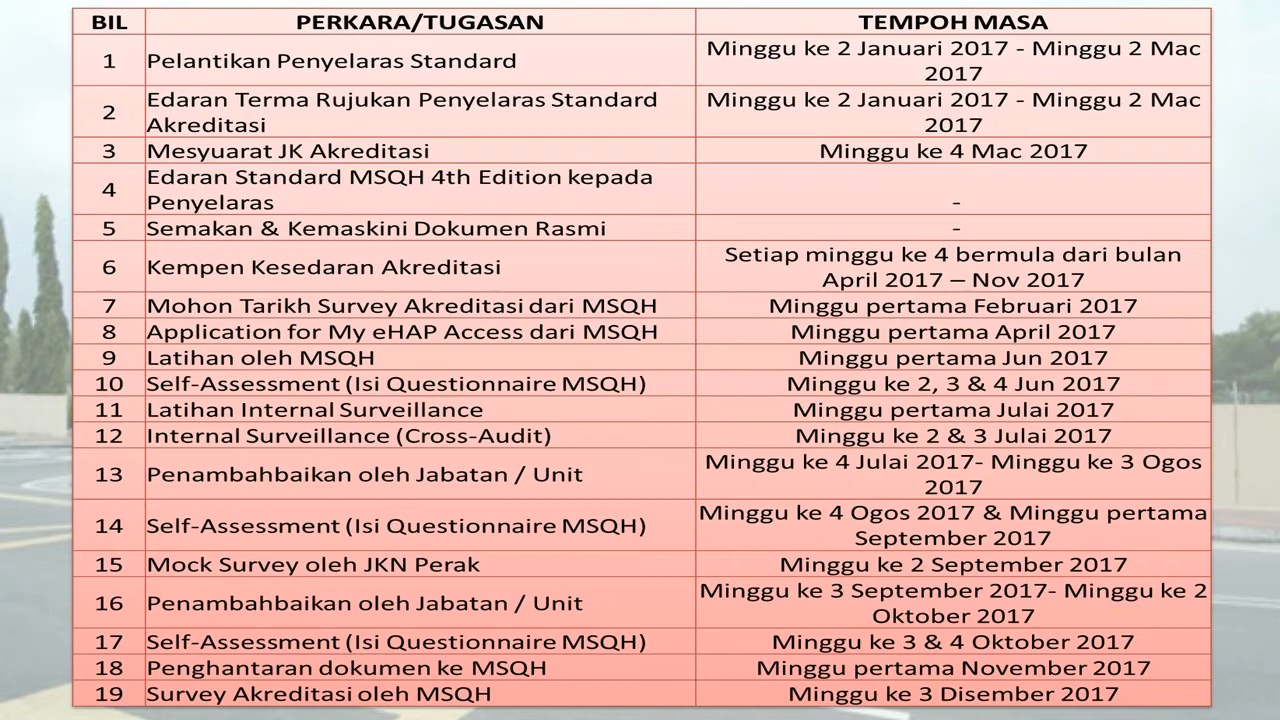 BIL PERKARA/TUGASAN TEMPOH MASA
1 Pelantikan Penyelaras Standard Minggu ke 2 Januari 2017 - Minggu 2 Mac
2017
2 Edaran Terma Rujukan Penyelaras Standard Minggu ke 2 Januari 2017 - Minggu 2 Mac
Akreditasi 2017
3 Mesyuarat JK Akreditasi Minggu ke 4 Mac 2017
4 Edaran Standard MSQH 4th Edition kepada
Penyelaras -
5 Semakan & Kemaskini Dokumen Rasmi -
6 Kempen Kesedaran Akreditasi Setiap minggu ke 4 bermula dari bulan
April 2017 – Nov 2017
7 Mohon Tarikh Survey Akreditasi dari MSQH Minggu pertama Februari 2017
8 Application for My eHAP Access dari MSQH Minggu pertama April 2017
9 Latihan oleh MSQH Minggu pertama Jun 2017
10 Self-Assessment (Isi Questionnaire MSQH) Minggu ke 2, 3 & 4 Jun 2017
11 Latihan Internal Surveillance Minggu pertama Julai 2017
12 Internal Surveillance (Cross-Audit) Minggu ke 2 & 3 Julai 2017
13 Penambahbaikan oleh Jabatan / Unit Minggu ke 4 Julai 2017- Minggu ke 3 Ogos
2017
14 Self-Assessment (Isi Questionnaire MSQH) Minggu ke 4 Ogos 2017 & Minggu pertama
September 2017
15 Mock Survey oleh JKN Perak Minggu ke 2 September 2017
16 Penambahbaikan oleh Jabatan / Unit Minggu ke 3 September 2017- Minggu ke 2
Oktober 2017
17 Self-Assessment (Isi Questionnaire MSQH) Minggu ke 3 & 4 Oktober 2017
18 Penghantaran dokumen ke MSQH Minggu pertama November 2017
19 Survey Akreditasi oleh MSQH Minggu ke 3 Disember 2017